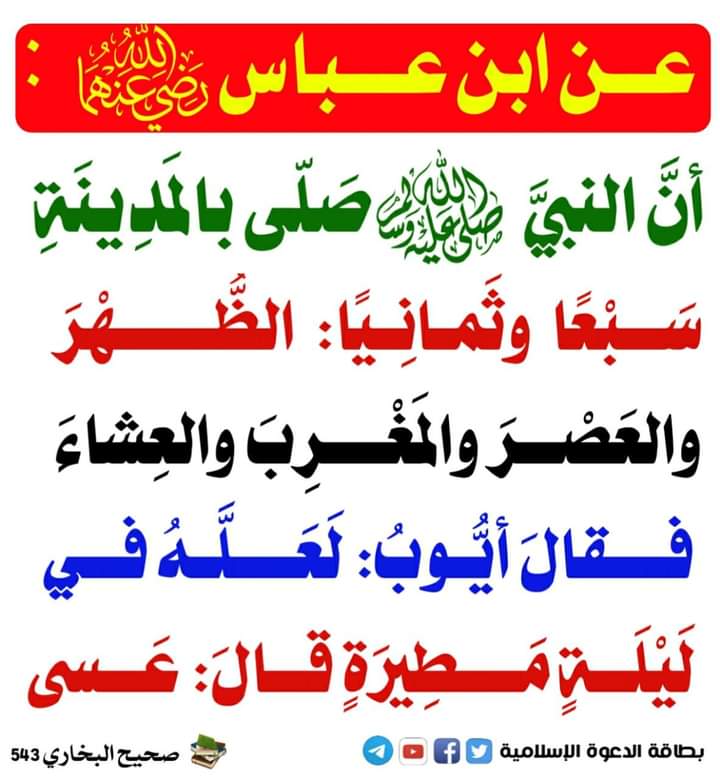 عن ابن عباس رضي الله عنهما :
أنَّ النبيَّ صلى الله عليه وسلم صَلّى بالمَدِينَةِ
سَبْعًا وثَمانِيًا: الظُّهْرَ
والعَصْرَ والمَغْرِبَ والعِشاءَ
فقالَ أيُّوبُ: لَعَلَّهُ في
لَيْلَةٍ مَطِيرَةٍ قالَ: عَسى
بطاقة الدعوة الإسلامية صحيح البخاري 543